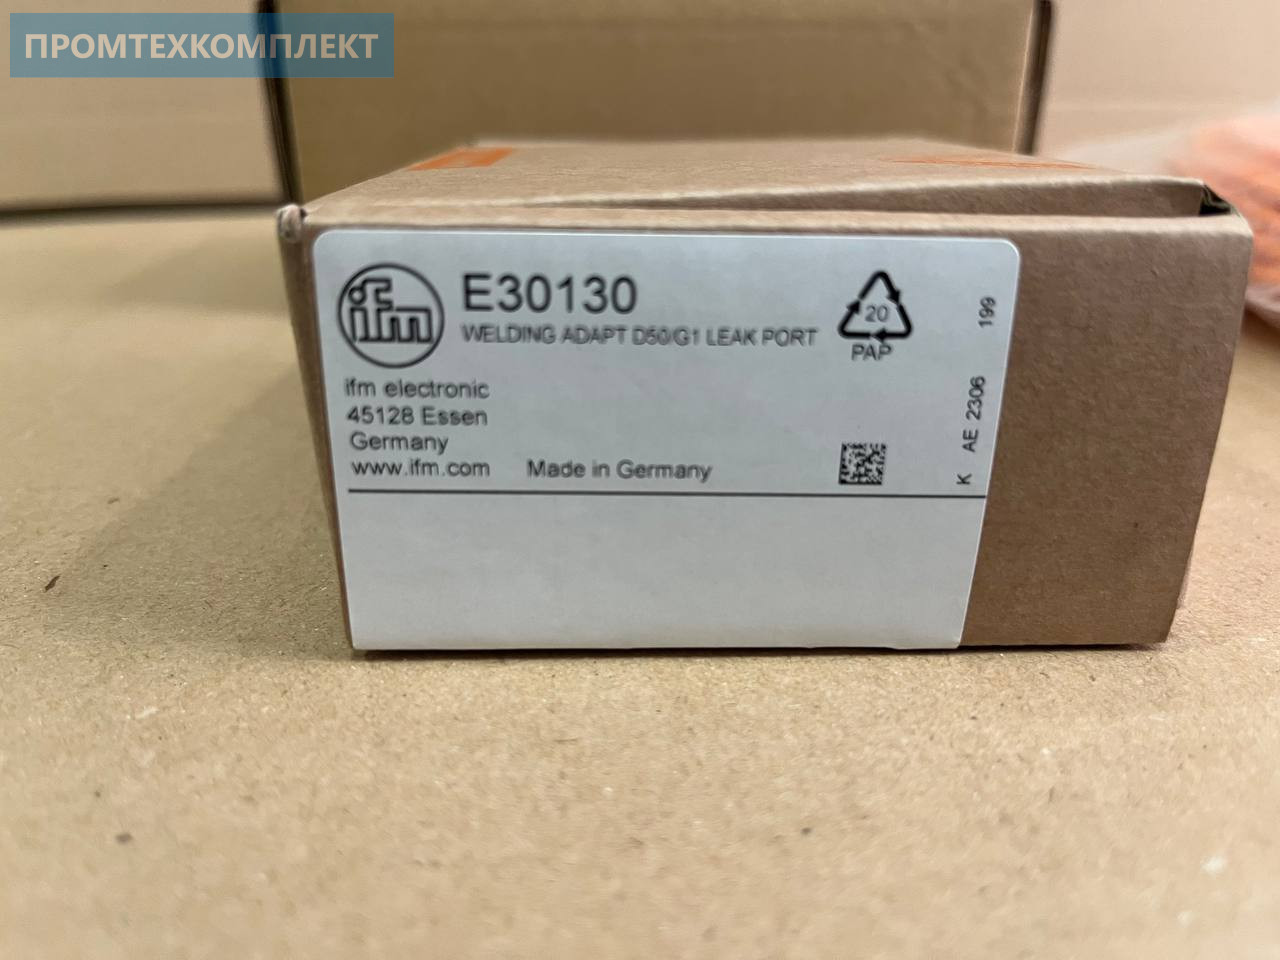 ПРОМТЕХКОМПЛЕКТ
ifm
E30130
WELDING ADAPT D50/G1 LEAK PORT
20
PAP
ifm electronic
45128 Essen
Germany
www.ifm.com
Made in Germany
K AE 2306 199